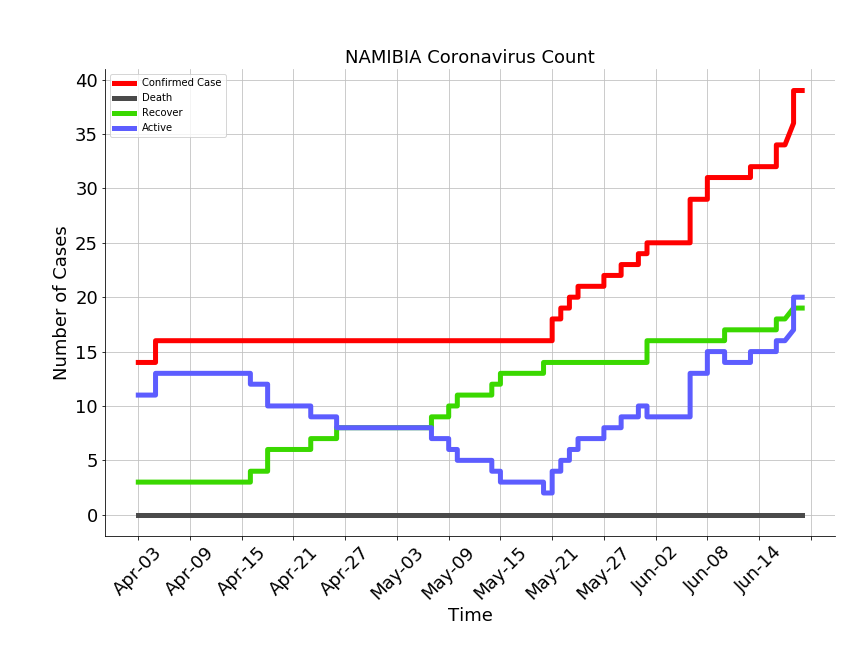 NAMIBIA Coronavirus Count
Confirmed Case
Death
Recover
Active
Number of Cases
40
35
30
25
20
15
10
5
0
Apr-03
Apr-09
Apr-15
Apr-21
Apr-27
May-03
May-09
May-15
May-21
May-27
Jun-02
Jun-08
Jun-14
Time